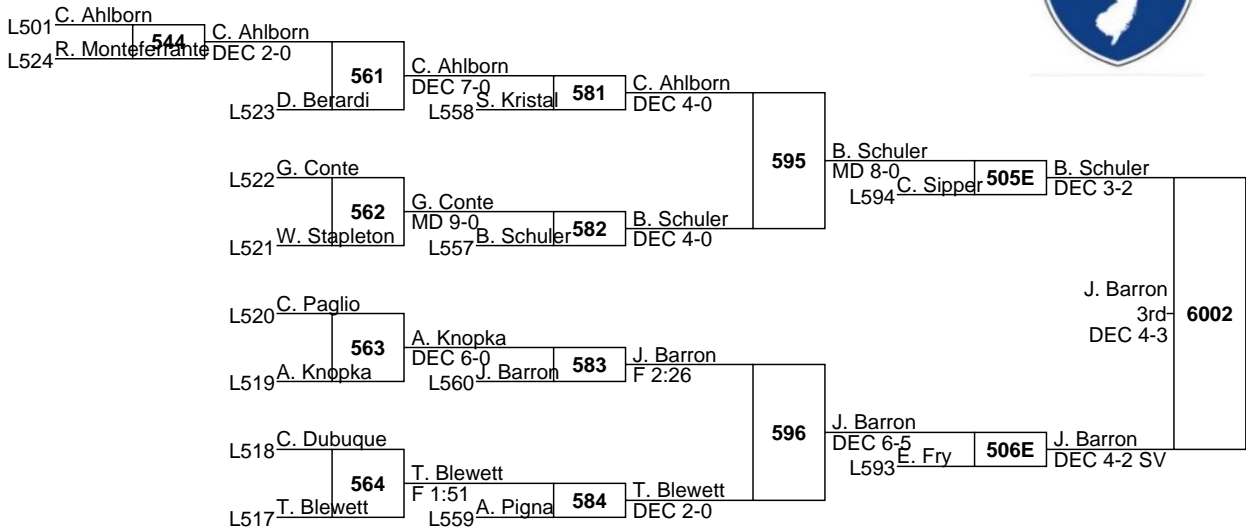 L501 C. Ahlborn
544
L524 R. Monteferrante
C. Ahlborn
DEC 2-0
561
L523 D. Berardi
C. Ahlborn
DEC 7-0
L558 S. Kristal
581
C. Ahlborn
DEC 4-0
L522 G. Conte
562
L521 W. Stapleton
G. Conte
MD 9-0
L557 B. Schuler
582
B. Schuler
DEC 4-0
595
B. Schuler
MD 8-0
L594 C. Sipper
505E
B. Schuler
DEC 3-2
L520 C. Paglio
563
L519 A. Knopka
A. Knopka
DEC 6-0
L560 J. Barron
583
J. Barron
F 2:26
L518 C. Dubuque
564
L517 T. Blewett
T. Blewett
F 1:51
L559 A. Pigna
584
T. Blewett
DEC 2-0
596
J. Barron
DEC 6-5
L593 E. Fry
506E
J. Barron
DEC 4-2 SV
J. Barron
3rd
DEC 4-3
6002